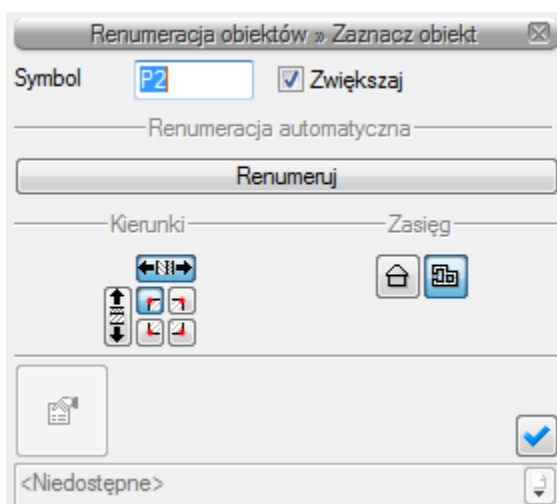 Renumeracja obiektów » Zaznacz obiekt
Symbol P2 Zwiększaj
Renumeracja automatyczna
Renumeruj
Kierunki Zasięg
<Niedostępne>